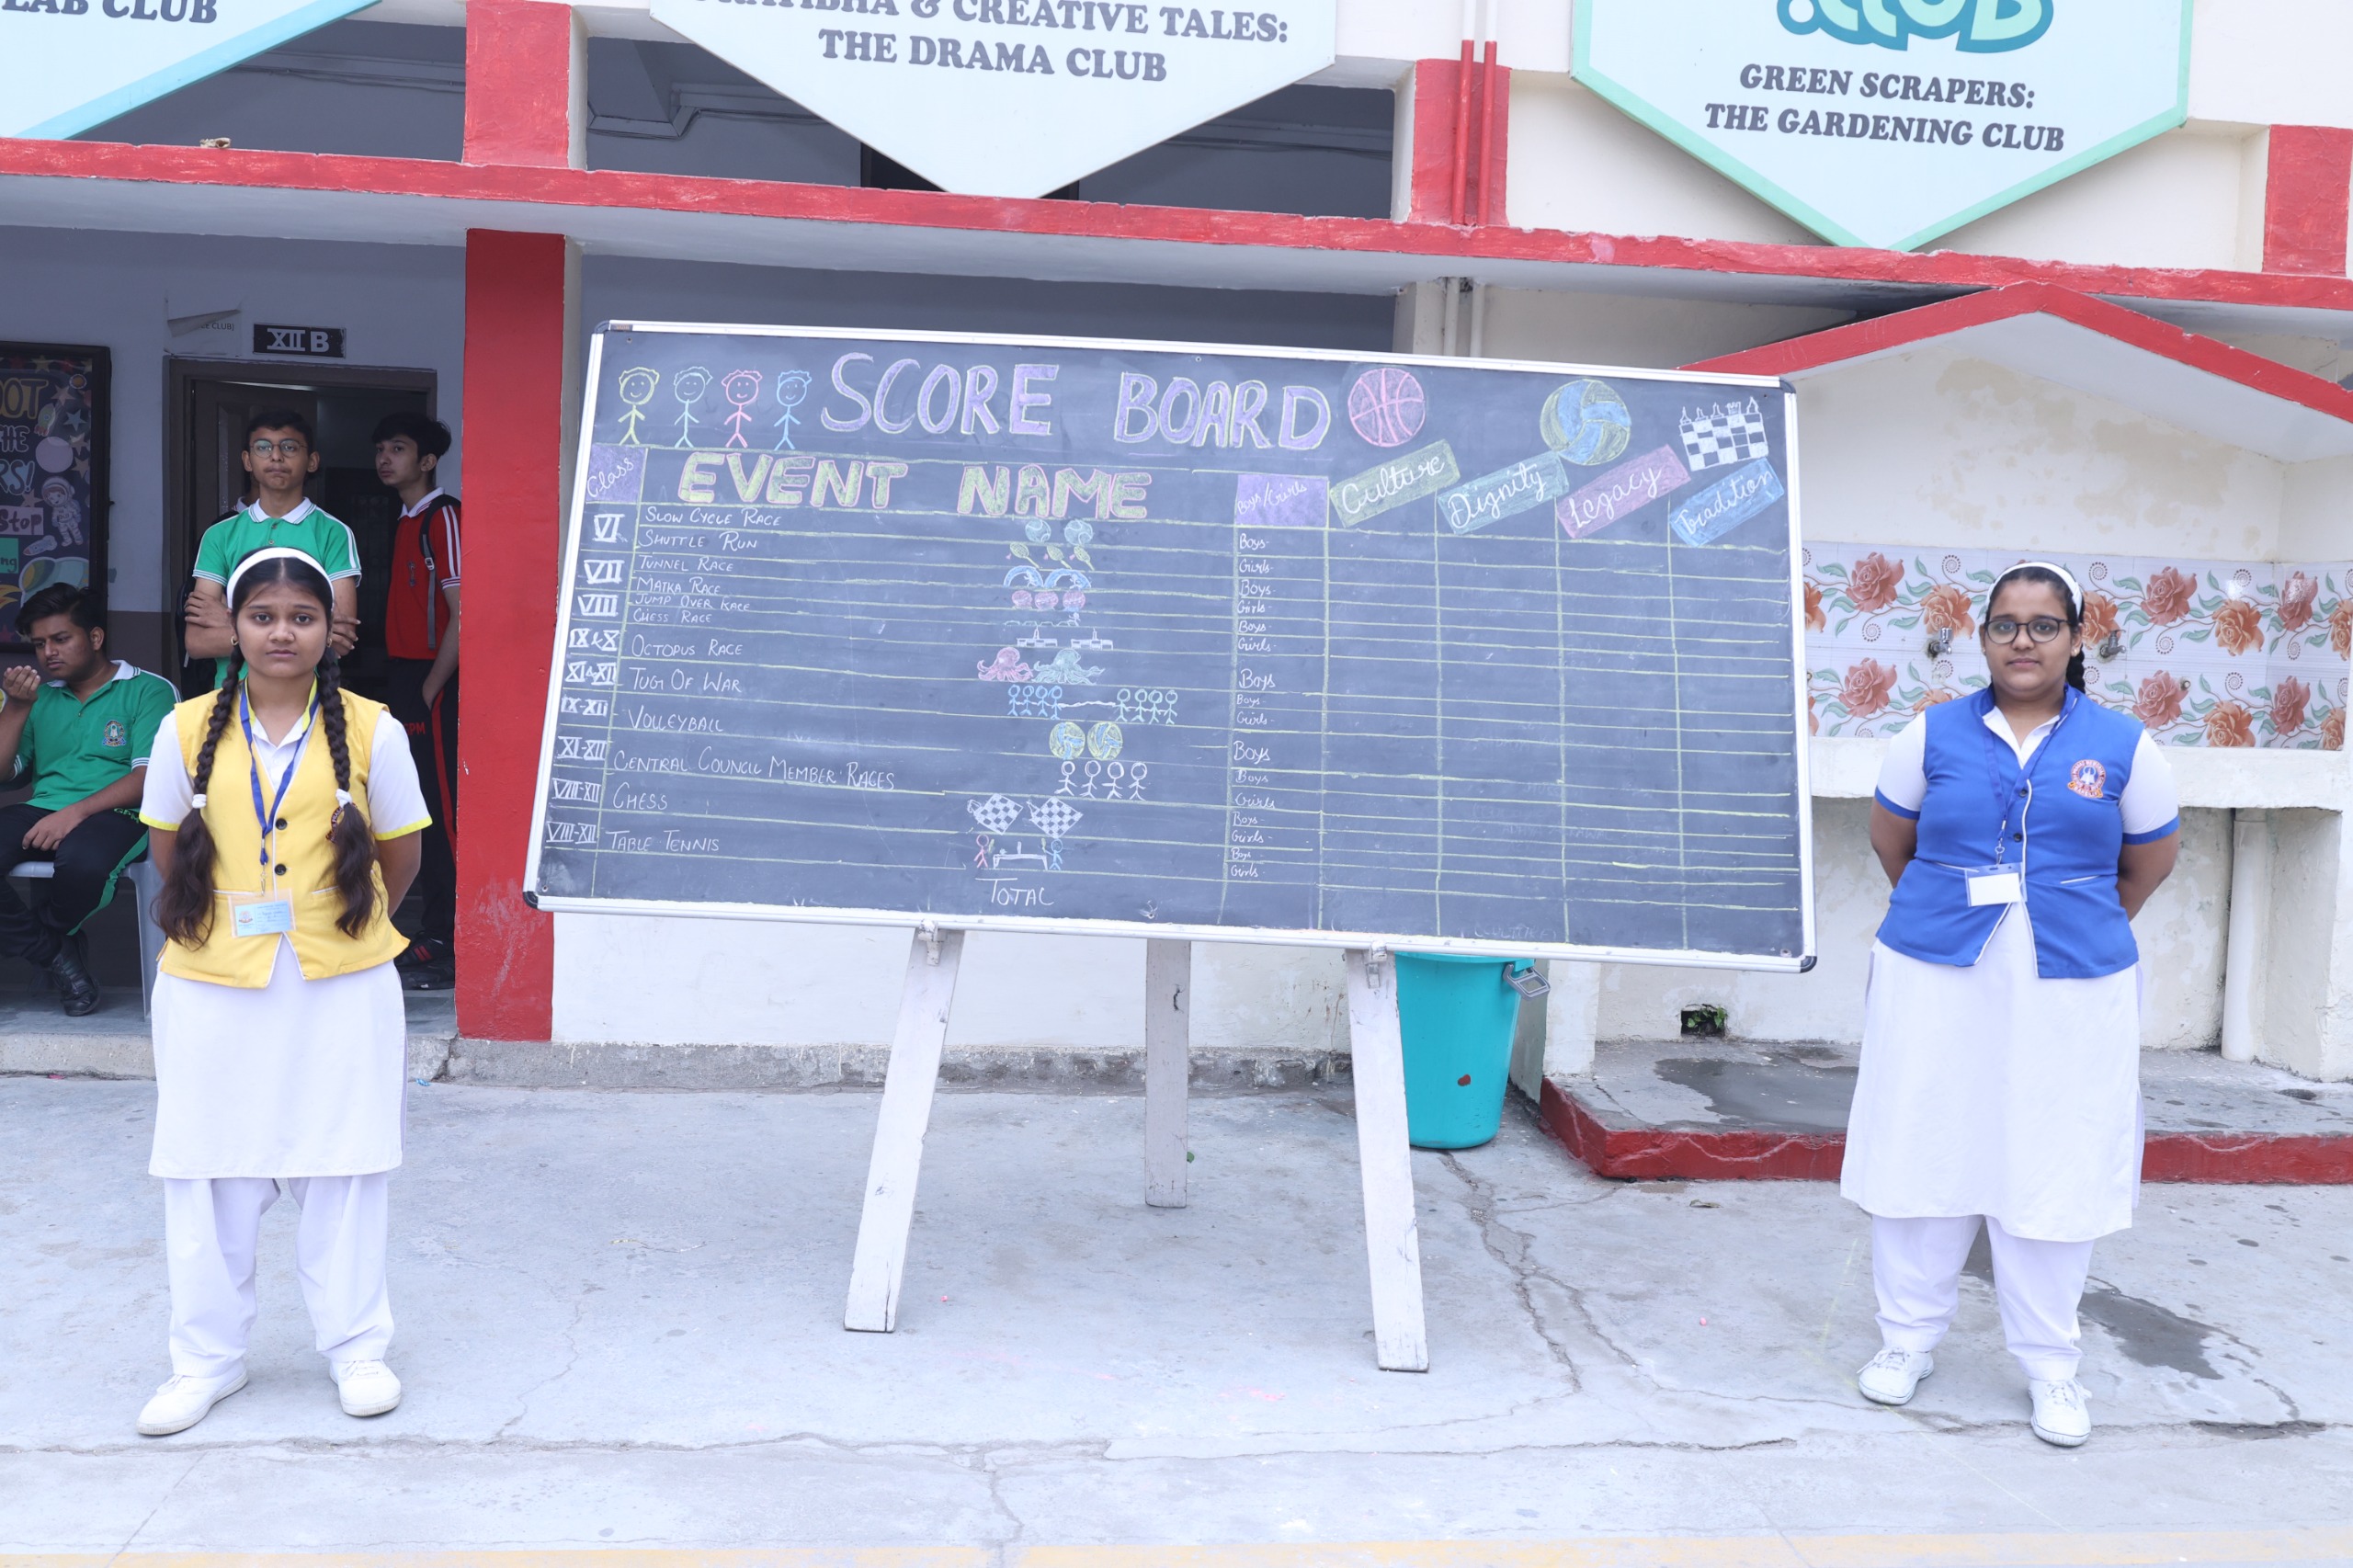 LAB CLUB
& CREATIVE TALES:
THE DRAMA CLUB
GREEN SCRAPERS:
THE GARDENING CLUB
CLUB]
XII B
SCORE BOARD
Class EVENT NAME Boys/Girls Culture Dignity Legacy Tradition
VI SLOW CYCLE RACE
SHUTTLE RUN Boys-
VII TUNNEL RACE Girls-
MATKA RACE Boys
VIII JUMP OVER RACE Girls-
CHESS RACE Boys
IX&X OCTOPUS RACE Girls-
XI&XII TUG OF WAR Boys
IX-XII Boys-
VOLLEYBALL Girls-
XI-XII Boys
CENTRAL COUNCIL MEMBER RACES Boys
VIII-XII CHESS Girls
Boys-
VIII-XII TABLE TENNIS Girls-
Boys
Girls-
TOTAL
Stop